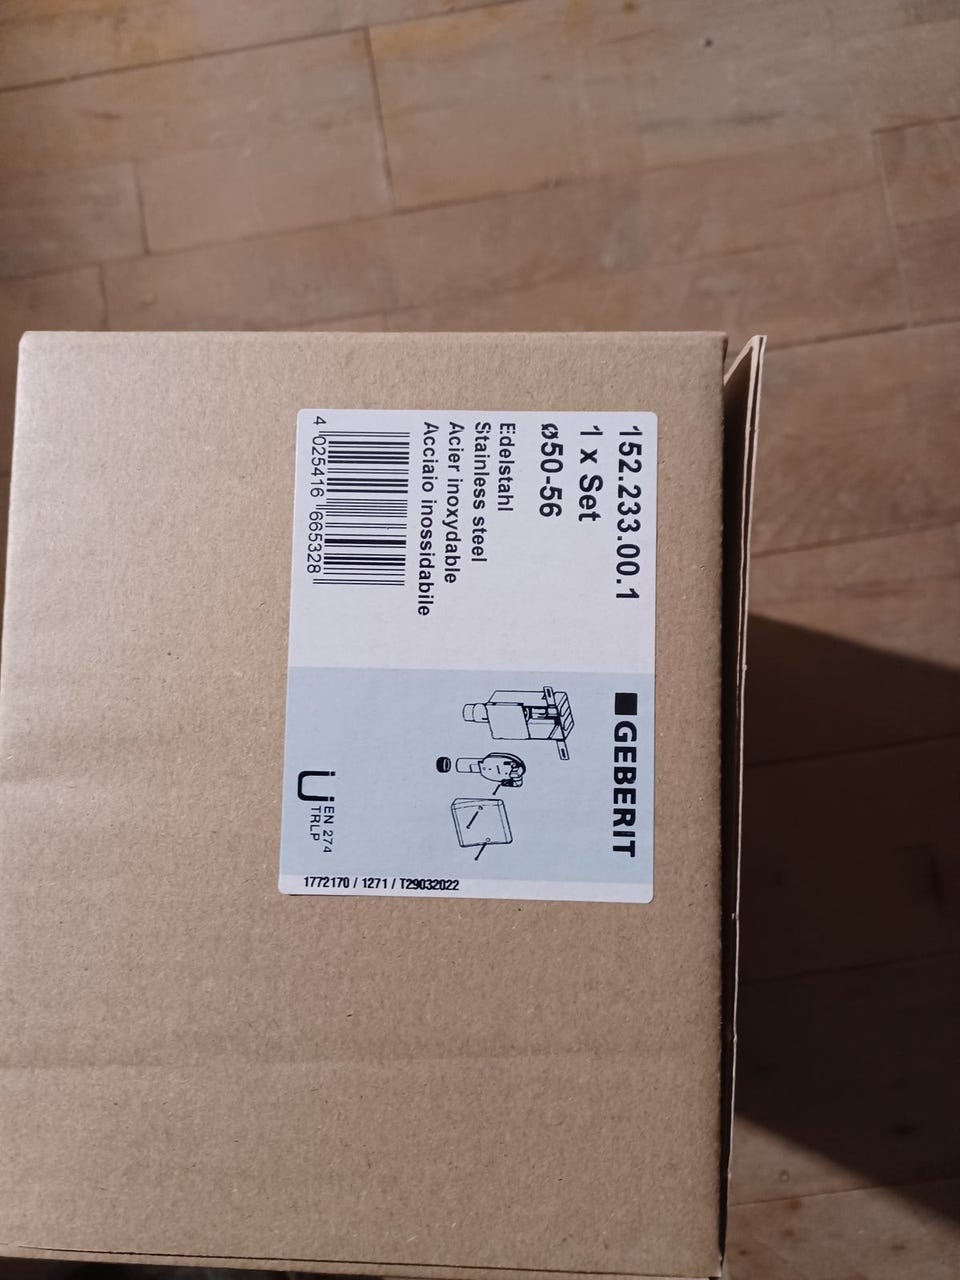 152.233.00.1
1 x Set
ø50-56
Edelstahl
Stainless steel
Acier inoxydable
Acciaio inossidabile
4 025416 665328
GEBERIT
EN 274
TRLP
1772170 / 1271 / T29032022